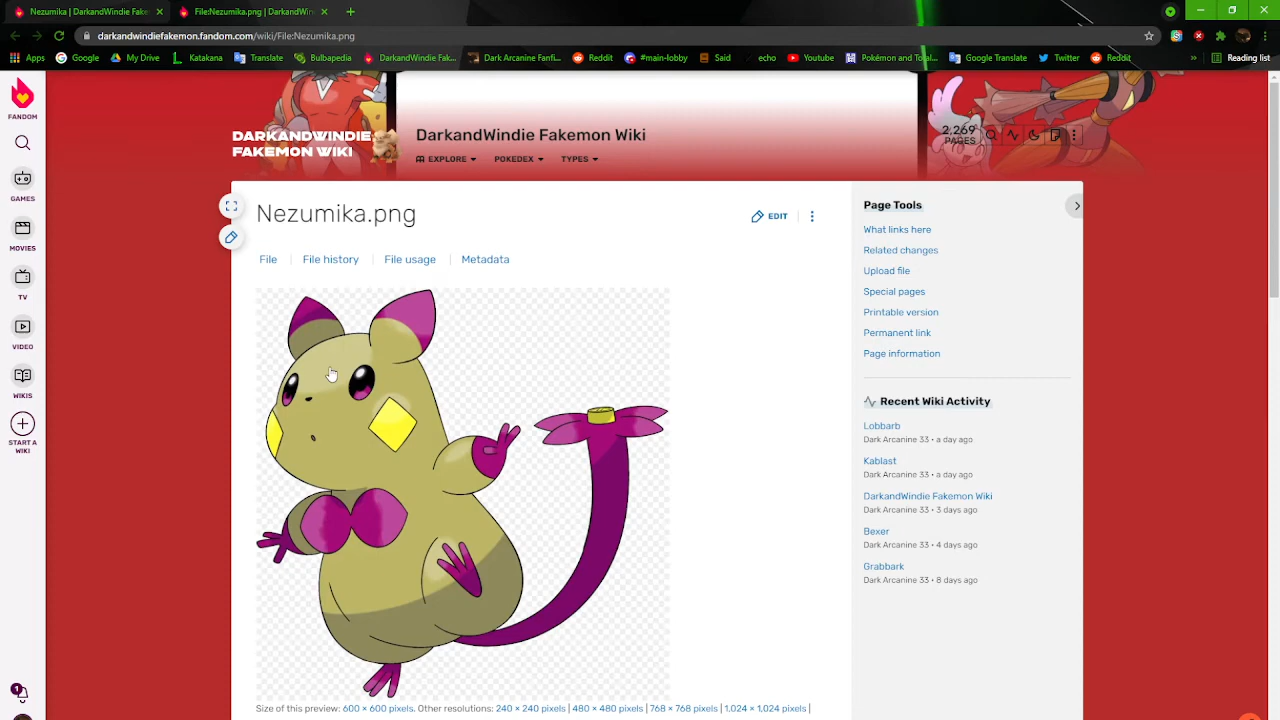 Nezumika | DarkandWindie Fake
File:Nezumika.png | DarkandWind
darkandwindiefakemon.fandom.com/wiki/File:Nezumika.png
Apps Google My Drive Katakana Translate Bulbapedia DarkandWindie Fak... Dark Arcanine Fanfi... Reddit #main-lobby Said echo Youtube Pokémon and Total... Google Translate Twitter Reddit » Reading list
FANDOM
GAMES
MOVIES
TV
VIDEO
WIKIS
START A
WIKI
1
DARKANDWINDIE
FAKEMON WIKI
DarkandWindie Fakemon Wiki
EXPLORE POKEDEX TYPES
2,269
PAGES
Nezumika.png
EDIT
File File history File usage Metadata
Size of this preview: 600 × 600 pixels. Other resolutions: 240 × 240 pixels | 480 × 480 pixels | 768 × 768 pixels | 1,024 × 1,024 pixels |
Page Tools
What links here
Related changes
Upload file
Special pages
Printable version
Permanent link
Page information
Recent Wiki Activity
Lobbarb
Dark Arcanine 33 • a day ago
Kablast
Dark Arcanine 33 • a day ago
DarkandWindie Fakemon Wiki
Dark Arcanine 33 • 3 days ago
Bexer
Dark Arcanine 33 • 4 days ago
Grabbark
Dark Arcanine 33 • 8 days ago